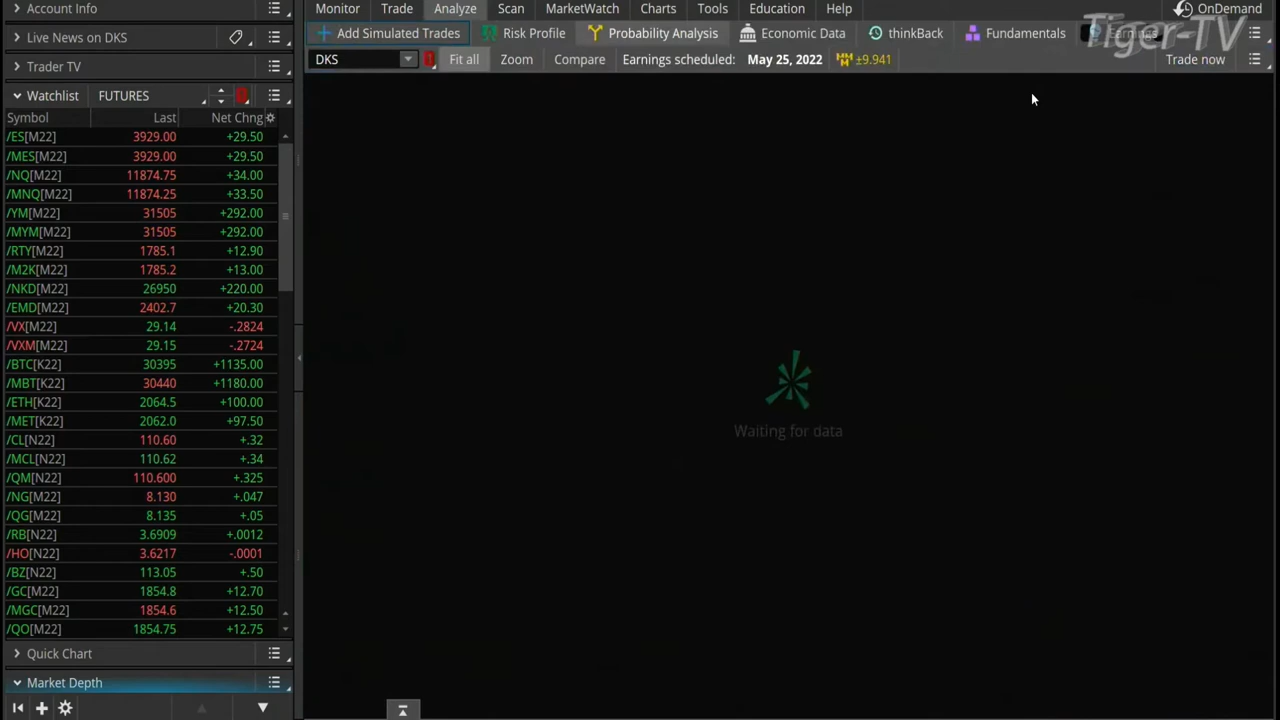 Account Info
Monitor Trade Analyze Scan MarketWatch Charts Tools Education Help OnDemand
Tiger-TV
Live News on DKS
Add Simulated Trades Risk Profile Probability Analysis Economic Data thinkBack Fundamentals Earnings
DKS Fit all Zoom Compare Earnings scheduled: May 25, 2022 ±9.941 Trade now
Trader TV
Watchlist FUTURES
Symbol Last Net Chng
/ES[M22] 3929.00 +29.50
/MES[M22] 3929.00 +29.50
/NQ[M22] 11874.75 +34.00
/MNQ[M22] 11874.25 +33.50
/YM[M22] 31505 +292.00
/MYM[M22] 31505 +292.00
/RTY[M22] 1785.1 +12.90
/M2K[M22] 1785.2 +13.00
/NKD[M22] 26950 +220.00
/EMD[M22] 2402.7 +20.30
/VX[M22] 29.14 -.2824
/VXM[M22] 29.15 -.2724
/BTC[K22] 30395 +1135.00
/MBT[K22] 30440 +1180.00
/ETH[K22] 2064.5 +100.00
/MET[K22] 2062.0 +97.50
/CL[N22] 110.60 +.32
/MCL[N22] 110.62 +.34
/QM[N22] 110.600 +.325
/NG[M22] 8.130 +.047
/QG[M22] 8.135 +.05
/RB[N22] 3.6909 +.0012
/HO[N22] 3.6217 -.0001
/BZ[N22] 113.05 +.50
/GC[M22] 1854.8 +12.70
/MGC[M22] 1854.6 +12.50
/QO[M22] 1854.75 +12.75
Waiting for data
Quick Chart
Market Depth